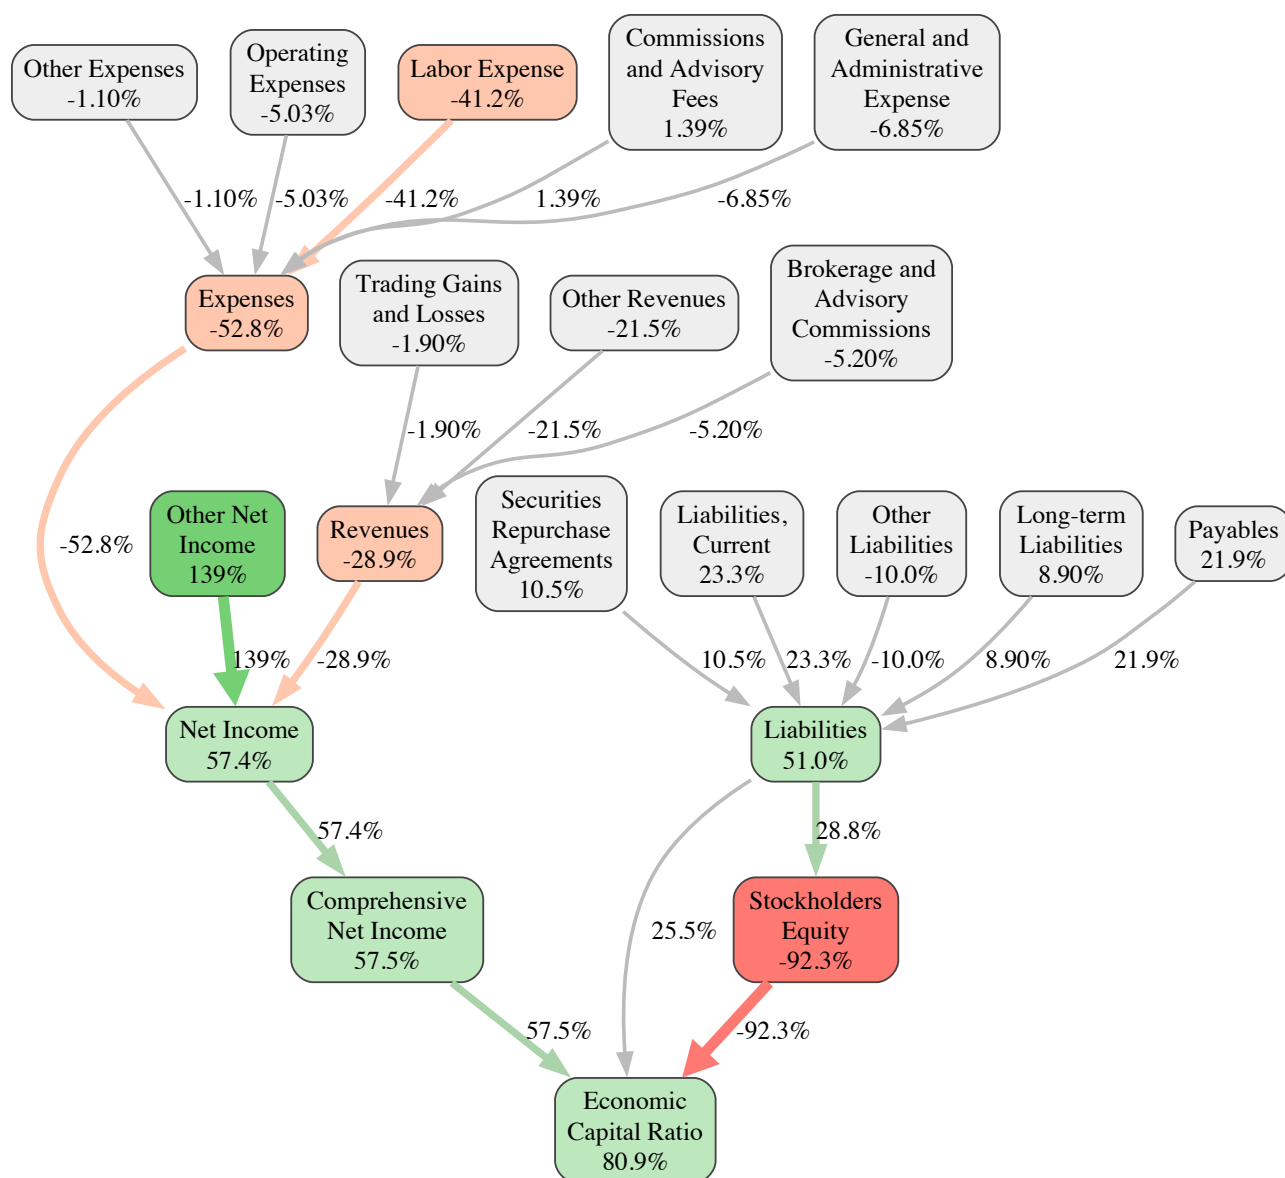 Other Expenses
-1.10%
Operating
Expenses
-5.03%
Labor Expense
-41.2%
Commissions
and Advisory
Fees
1.39%
General and
Administrative
Expense
-6.85%
-1.10%
-5.03%
-41.2%
1.39%
-6.85%
Expenses
-52.8%
Trading Gains
and Losses
-1.90%
Other Revenues
-21.5%
Brokerage and
Advisory
Commissions
-5.20%
-1.90%
-21.5%
-5.20%
-52.8%
Other Net
Income
139%
Revenues
-28.9%
Securities
Repurchase
Agreements
10.5%
Liabilities,
Current
23.3%
Other
Liabilities
-10.0%
Long-term
Liabilities
8.90%
Payables
21.9%
139%
-28.9%
10.5%
23.3%
-10.0%
8.90%
21.9%
Net Income
57.4%
Liabilities
51.0%
57.4%
28.8%
Comprehensive
Net Income
57.5%
25.5%
Stockholders
Equity
-92.3%
57.5%
-92.3%
Economic
Capital Ratio
80.9%